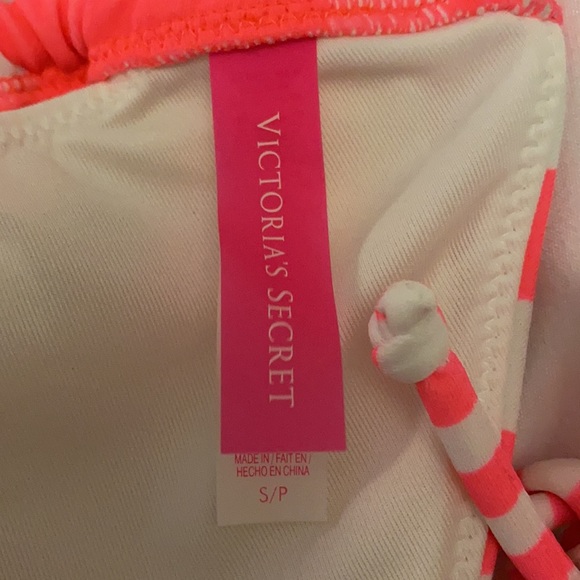 VICTORIA'S SECRET
MADE IN / FAIT EN /
HECHO EN CHINA
S/P